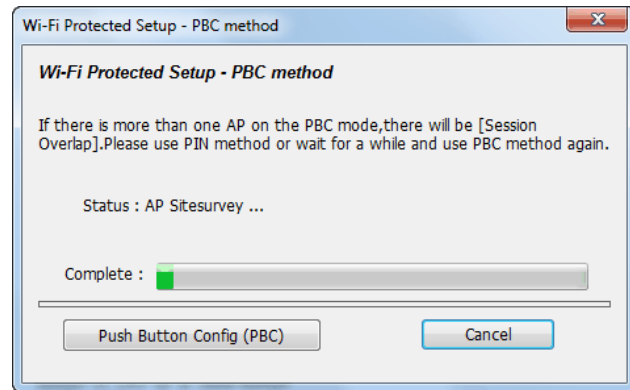 Wi-Fi Protected Setup - PBC method
Wi-Fi Protected Setup - PBC method
If there is more than one AP on the PBC mode,there will be [Session
Overlap].Please use PIN method or wait for a while and use PBC method again.
Status : AP Sitesurvey ...
Complete :
Push Button Config (PBC)
Cancel